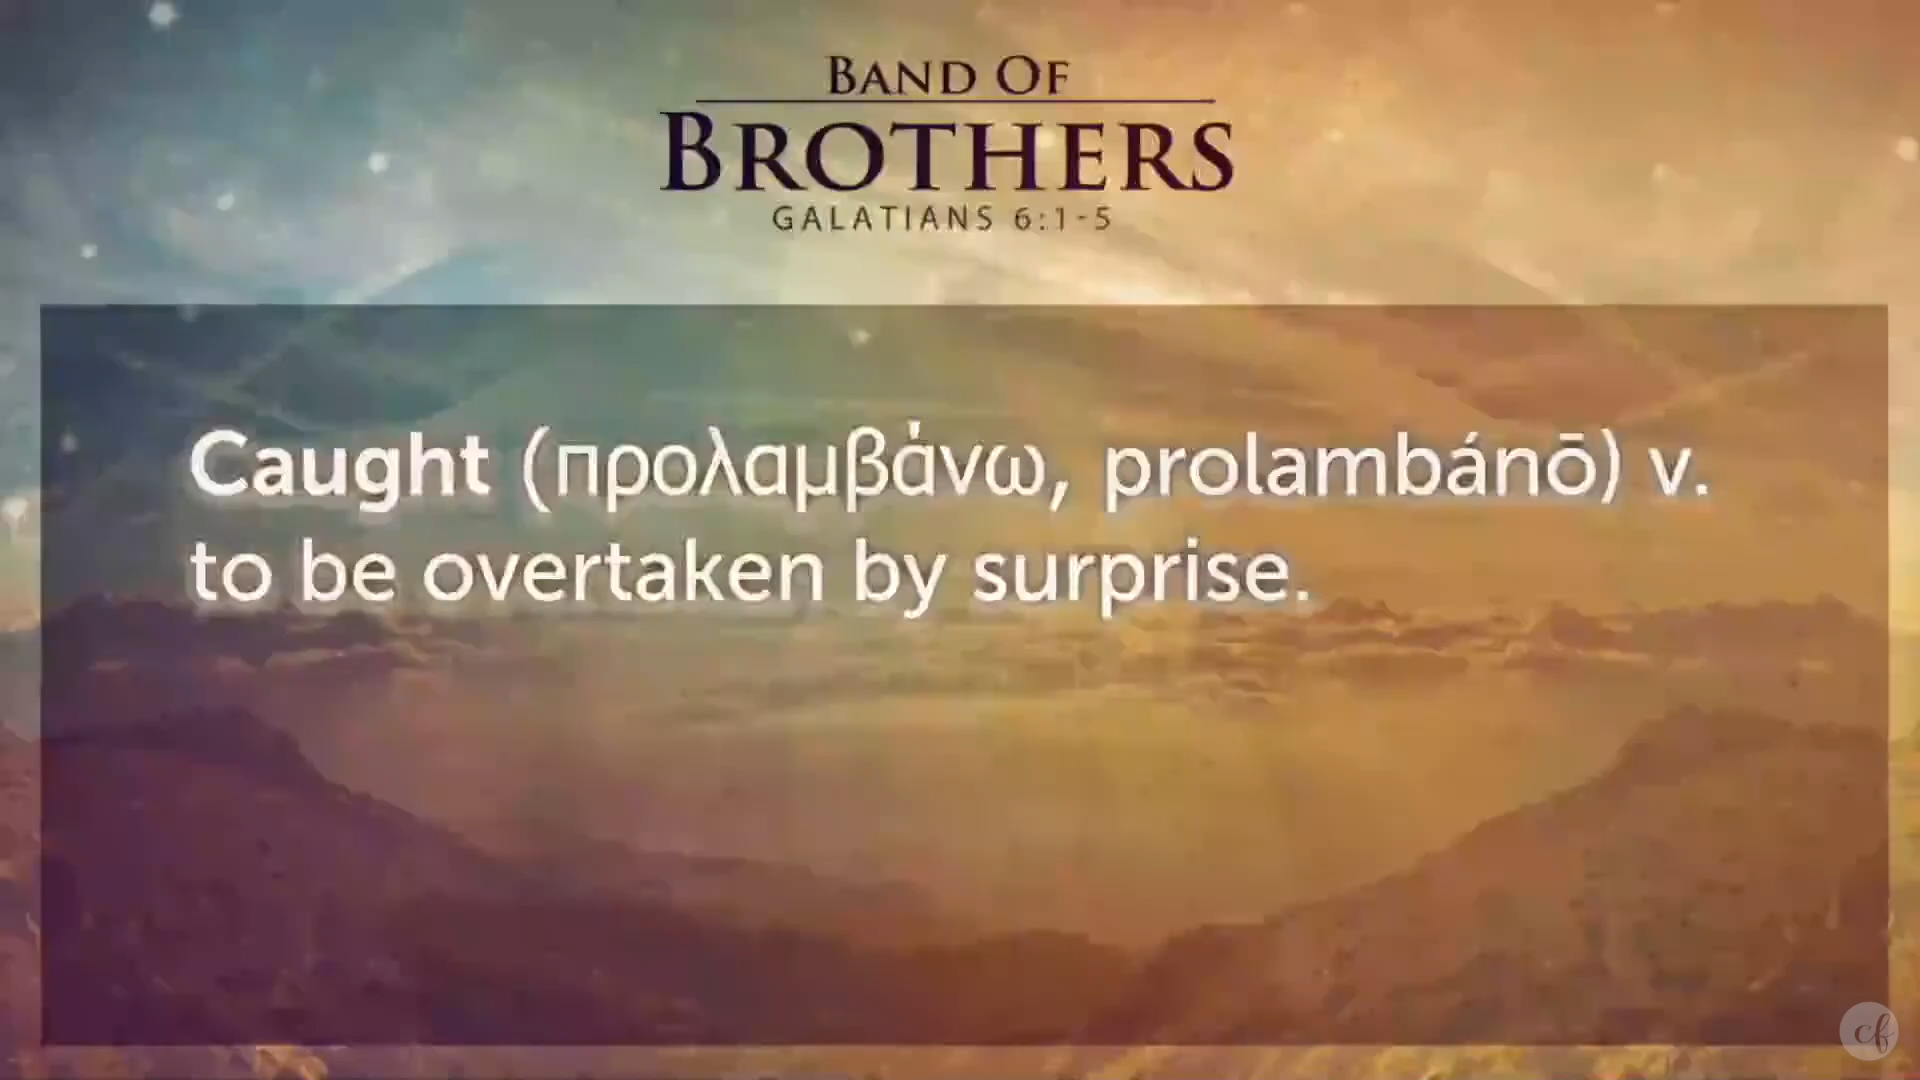 BAND OF
BROTHERS
GALATIANS 6:1-5
Caught (προλαμβάνω, prolambánō) v.
to be overtaken by surprise.
cf